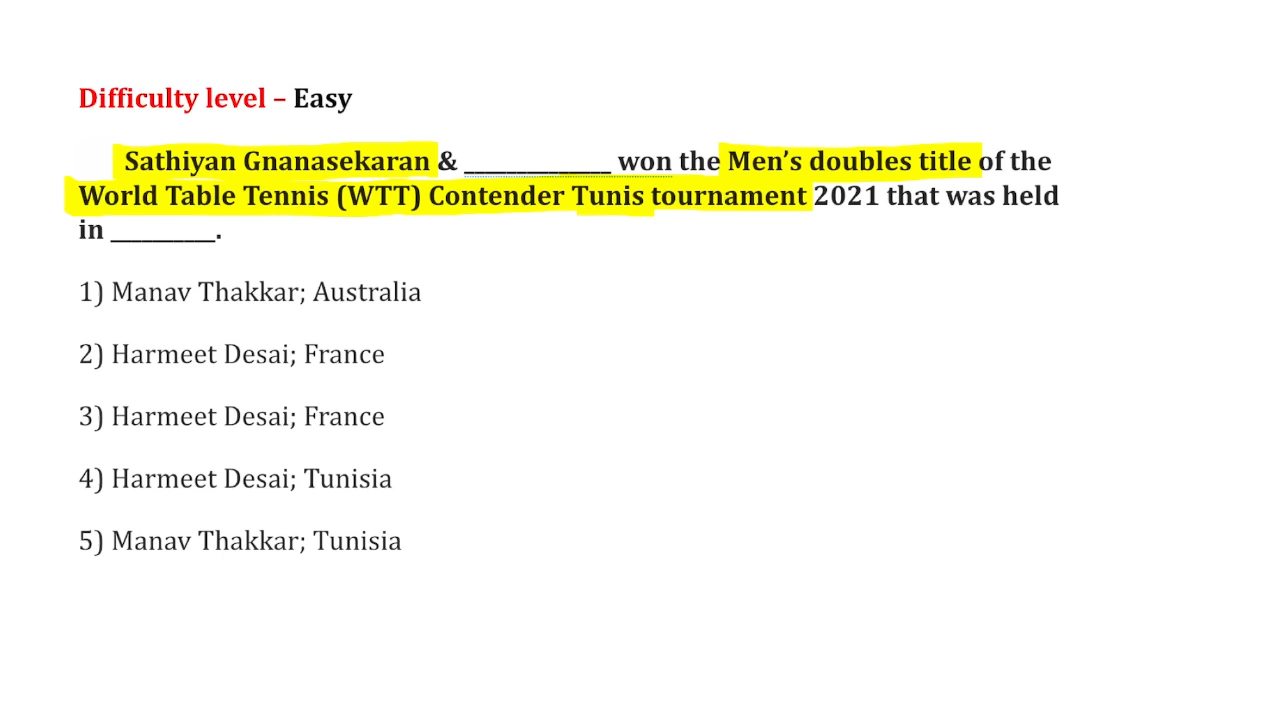 Difficulty level – Easy
Sathiyan Gnanasekaran & ______________ won the Men’s doubles title of the
World Table Tennis (WTT) Contender Tunis tournament 2021 that was held
in __________.
1) Manav Thakkar; Australia
2) Harmeet Desai; France
3) Harmeet Desai; France
4) Harmeet Desai; Tunisia
5) Manav Thakkar; Tunisia